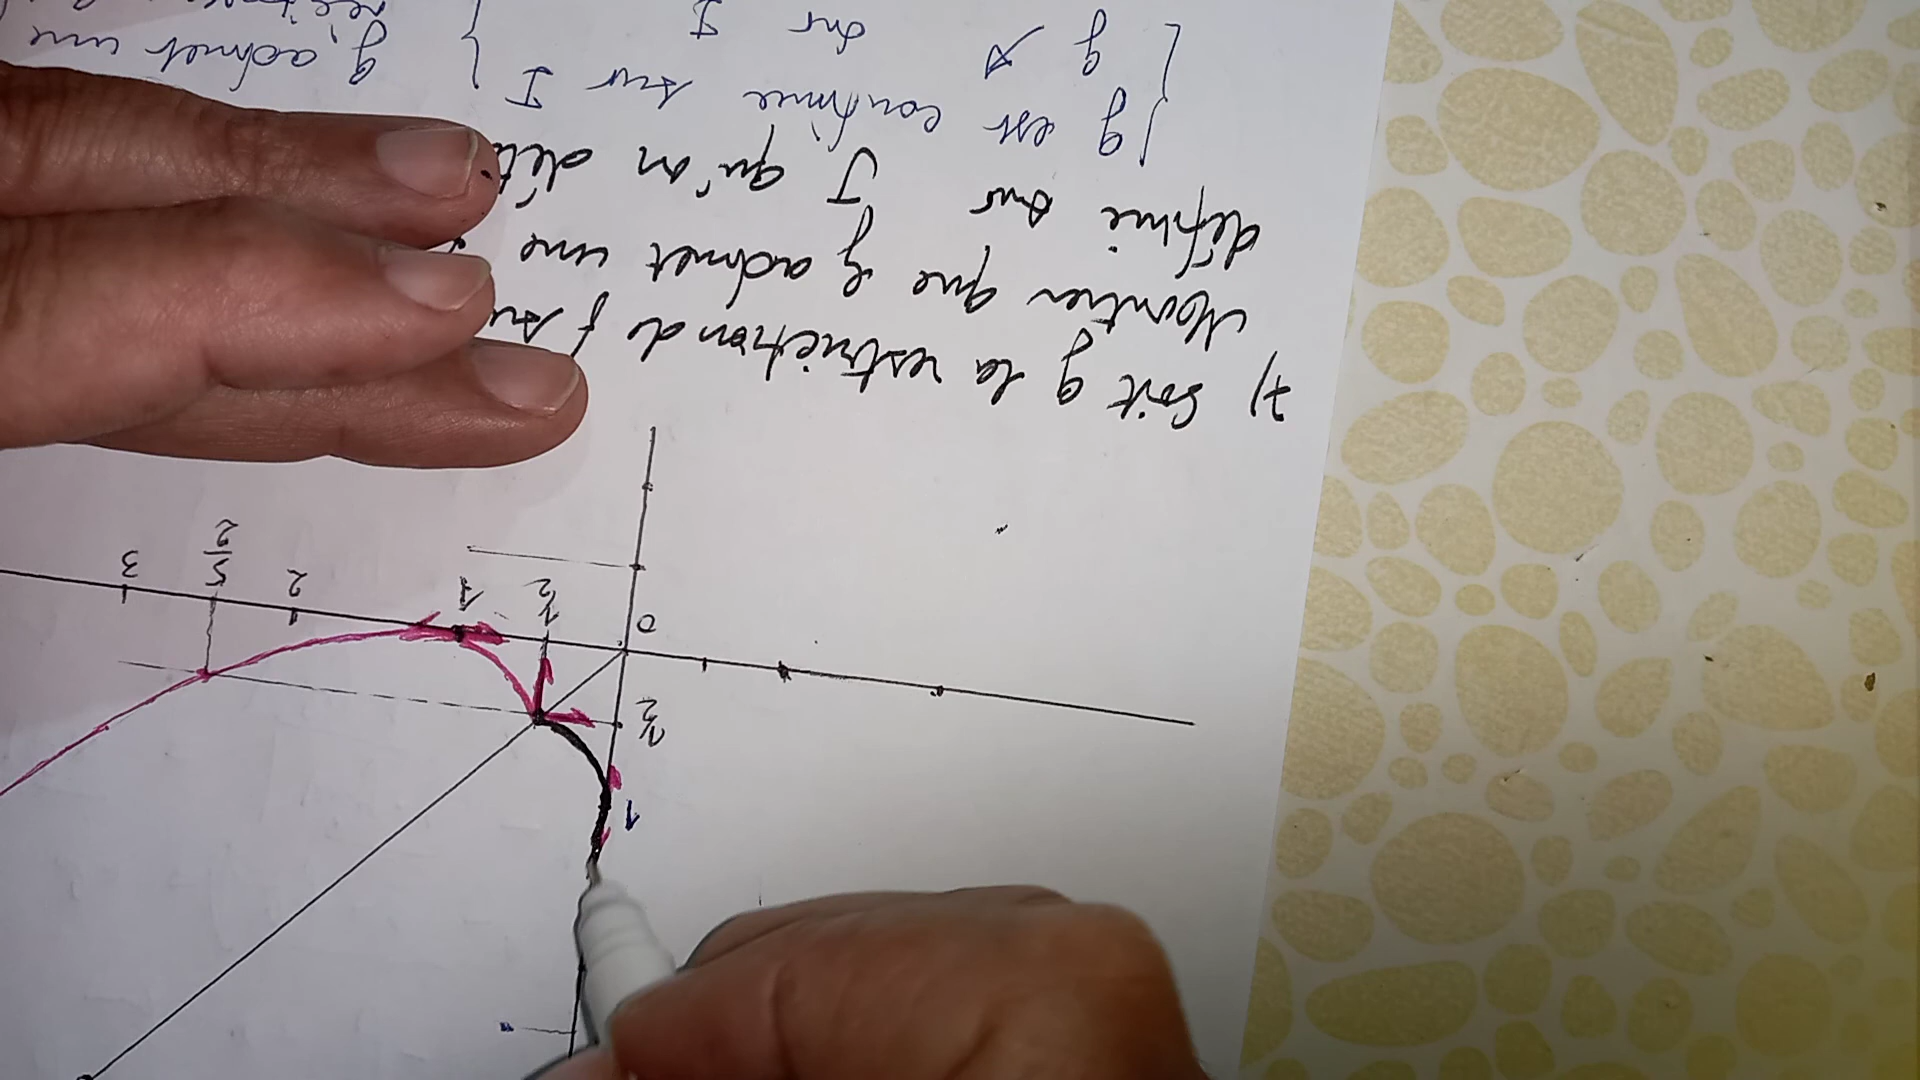 1
1/2
0
1/2 1 2 5/2 3
7) Soit g la restriction de f su
Montrer que g admet une
définie sur J qu'on dét
{ g est continue sur I } g admet une
g sur I